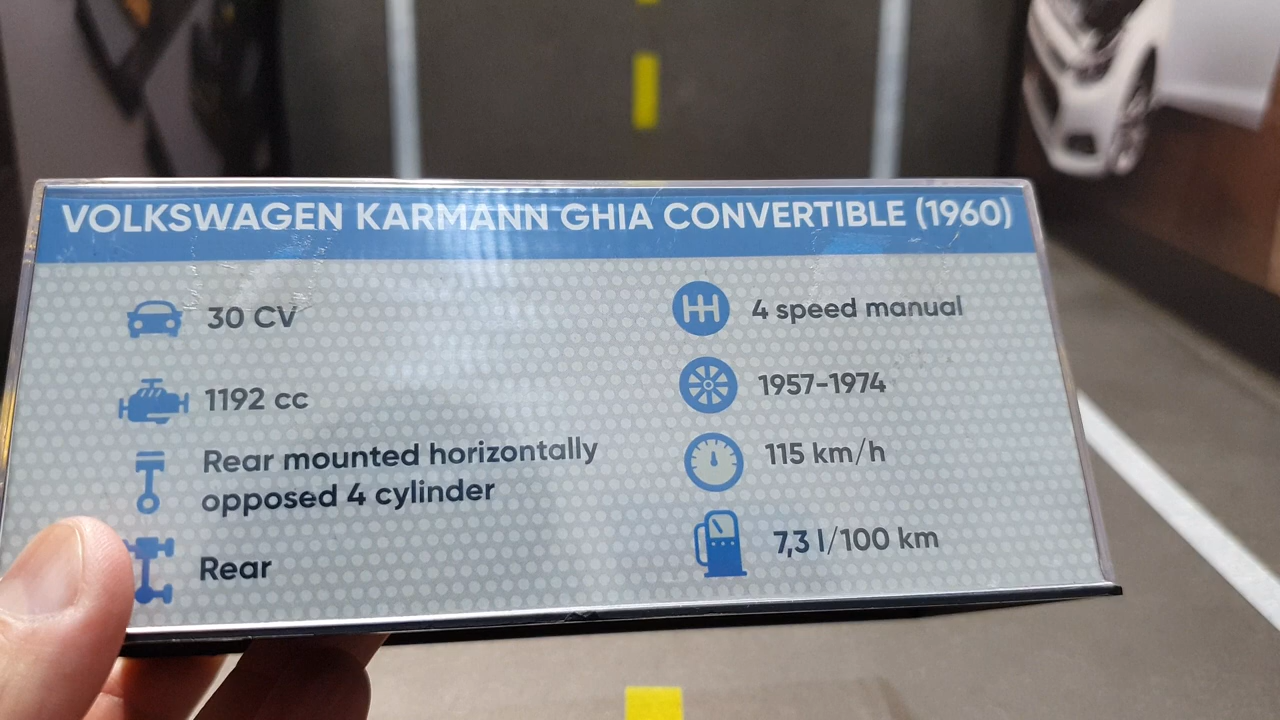 VOLKSWAGEN KARMANN GHIA CONVERTIBLE (1960)
30 CV
1192 cc
Rear mounted horizontally
opposed 4 cylinder
Rear
4 speed manual
1957-1974
115 km/h
7,3 l/100 km